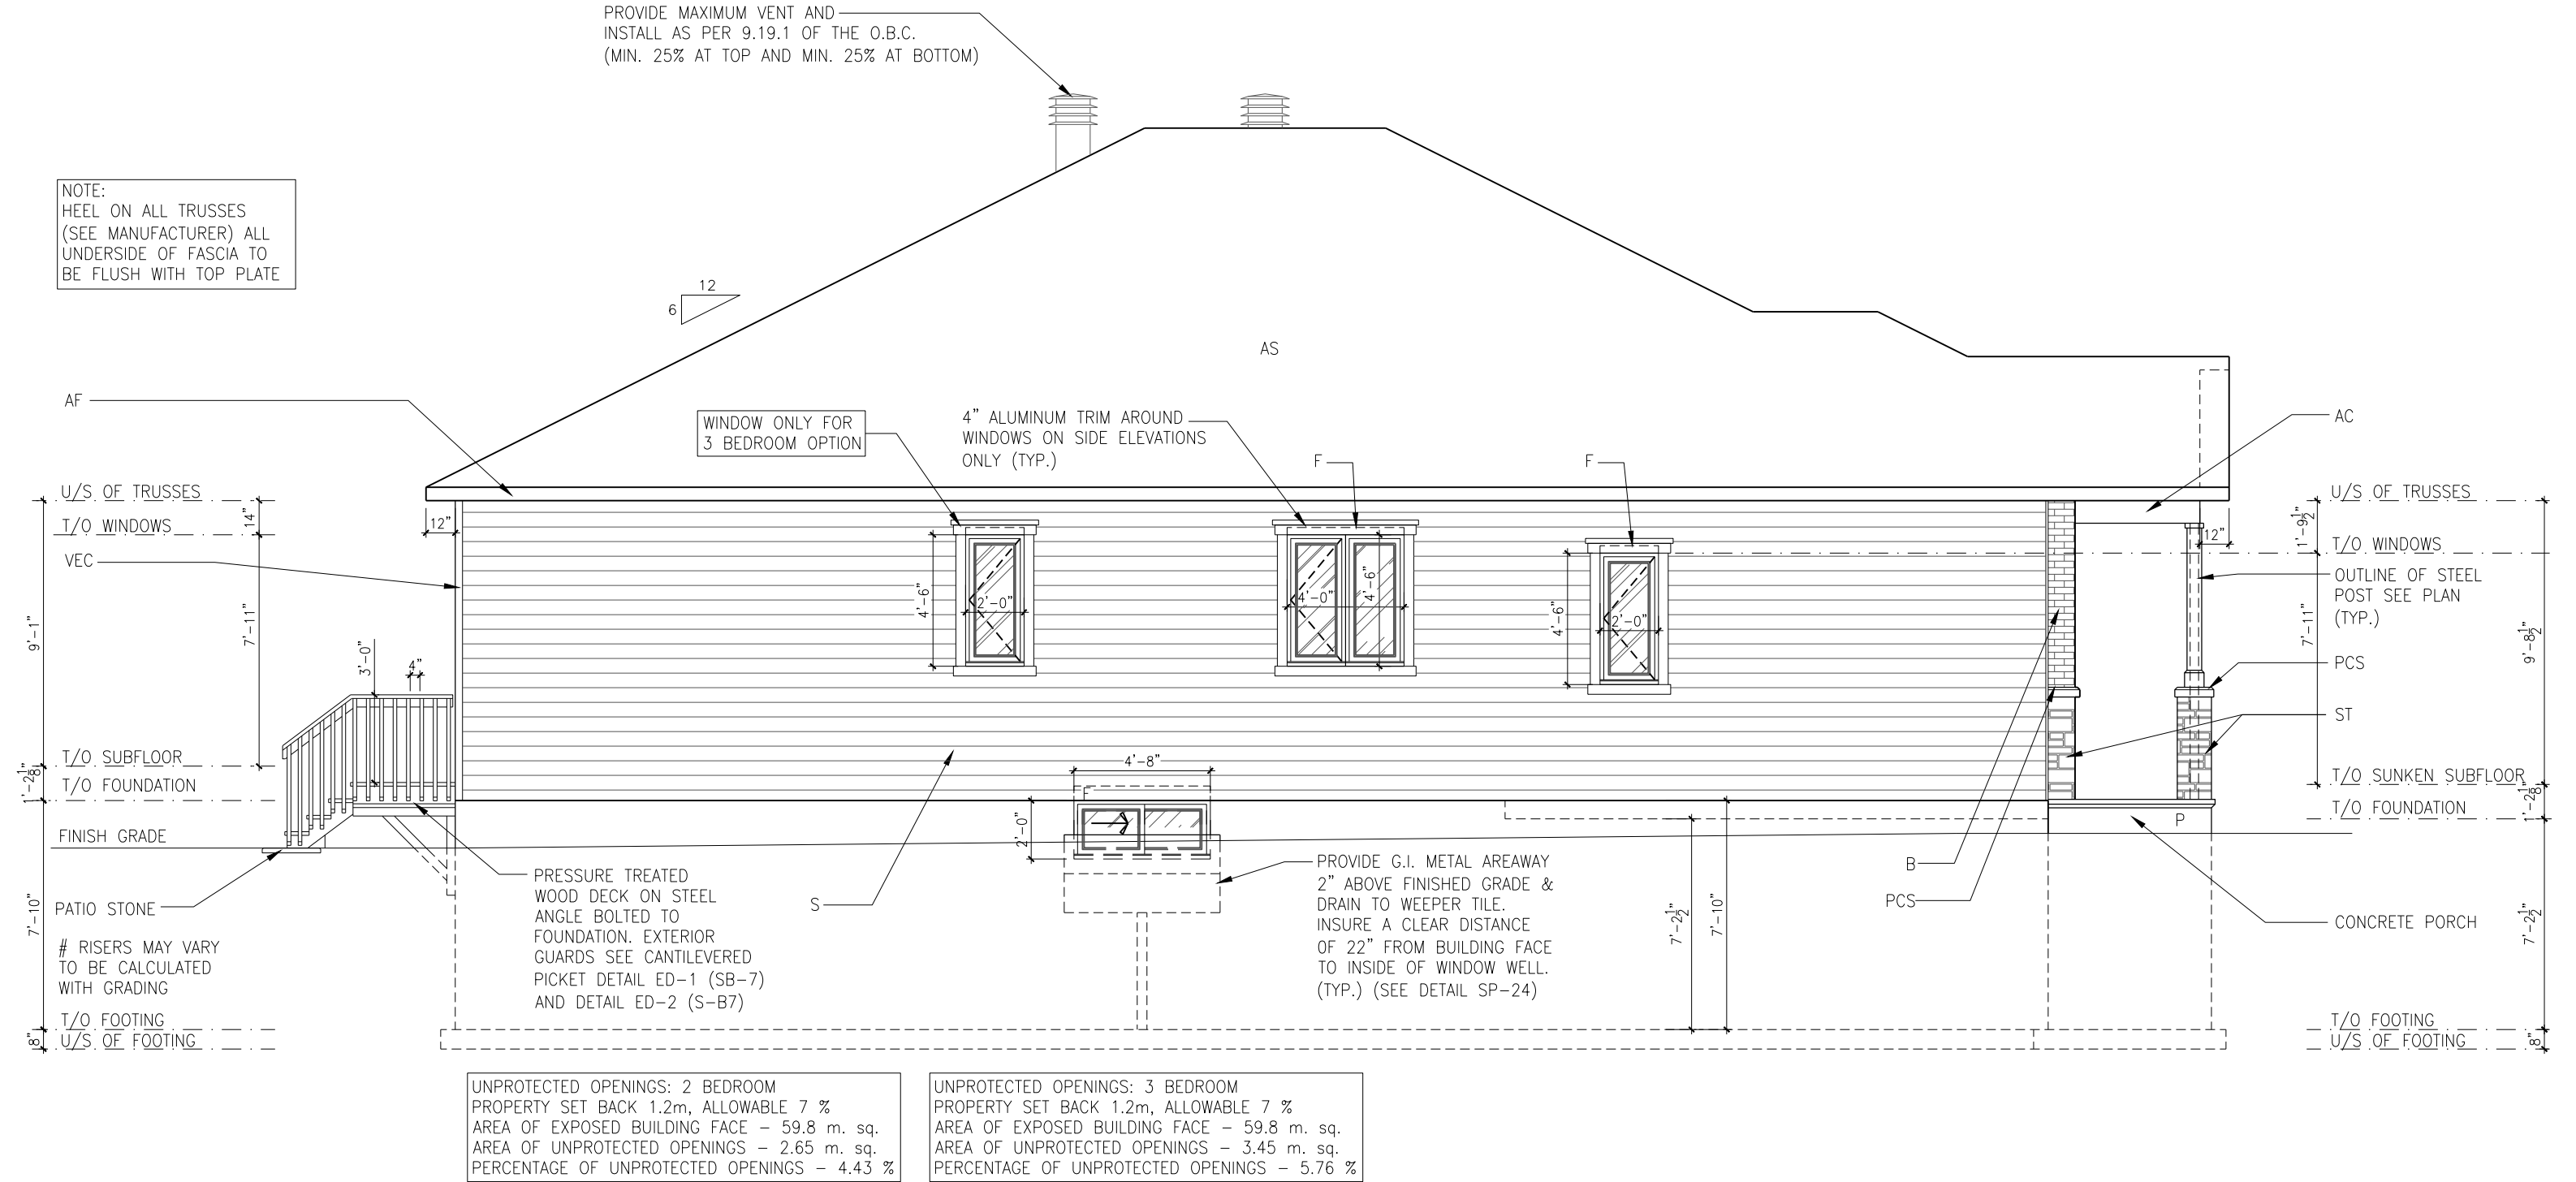 PROVIDE MAXIMUM VENT AND
INSTALL AS PER 9.19.1 OF THE O.B.C.
(MIN. 25% AT TOP AND MIN. 25% AT BOTTOM)
NOTE:
HEEL ON ALL TRUSSES
(SEE MANUFACTURER) ALL
UNDERSIDE OF FASCIA TO
BE FLUSH WITH TOP PLATE
12
6
AS
AF
WINDOW ONLY FOR
3 BEDROOM OPTION
4" ALUMINUM TRIM AROUND
WINDOWS ON SIDE ELEVATIONS
ONLY (TYP.)
F
F
AC
U/S OF TRUSSES
T/O WINDOWS
VEC
14"
12"
9'-1"
7'-11"
3'-0"
4"
4'-6"
2'-0"
4'-0"
4'-6"
4'-6"
2'-0"
U/S OF TRUSSES
1'-9 1/2"
12"
T/O WINDOWS
OUTLINE OF STEEL
POST SEE PLAN
(TYP.)
7'-11"
9'-8 1/2"
PCS
ST
T/O SUBFLOOR
T/O FOUNDATION
1'-2 1/8"
FINISH GRADE
4'-8"
F
2'-0"
T/O SUNKEN SUBFLOOR
T/O FOUNDATION
1'-2 1/8"
P
PATIO STONE
# RISERS MAY VARY
TO BE CALCULATED
WITH GRADING
7'-10"
PRESSURE TREATED
WOOD DECK ON STEEL
ANGLE BOLTED TO
FOUNDATION. EXTERIOR
GUARDS SEE CANTILEVERED
PICKET DETAIL ED-1 (SB-7)
AND DETAIL ED-2 (S-B7)
S
PROVIDE G.I. METAL AREAWAY
2" ABOVE FINISHED GRADE &
DRAIN TO WEEPER TILE.
INSURE A CLEAR DISTANCE
OF 22" FROM BUILDING FACE
TO INSIDE OF WINDOW WELL.
(TYP.) (SEE DETAIL SP-24)
7'-2 1/2"
7'-10"
B
PCS
CONCRETE PORCH
7'-2 1/2"
T/O FOOTING
U/S OF FOOTING
8"
T/O FOOTING
U/S OF FOOTING
8"
UNPROTECTED OPENINGS: 2 BEDROOM
PROPERTY SET BACK 1.2m, ALLOWABLE 7 %
AREA OF EXPOSED BUILDING FACE - 59.8 m. sq.
AREA OF UNPROTECTED OPENINGS - 2.65 m. sq.
PERCENTAGE OF UNPROTECTED OPENINGS - 4.43 %
UNPROTECTED OPENINGS: 3 BEDROOM
PROPERTY SET BACK 1.2m, ALLOWABLE 7 %
AREA OF EXPOSED BUILDING FACE - 59.8 m. sq.
AREA OF UNPROTECTED OPENINGS - 3.45 m. sq.
PERCENTAGE OF UNPROTECTED OPENINGS - 5.76 %